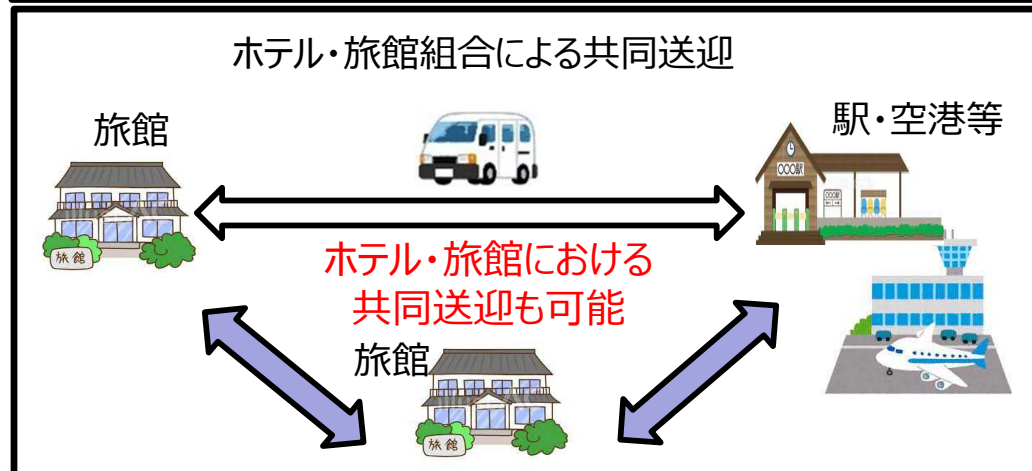 ホテル・旅館組合による共同送迎
旅館
駅・空港等
○○○駅
旅館
ホテル・旅館における
共同送迎も可能
旅館
旅館